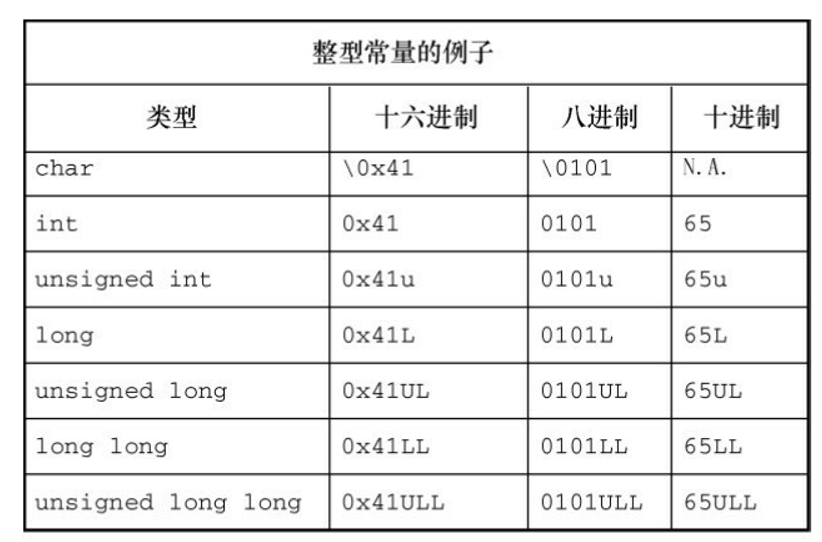 整型常量的例子
类型 十六进制 八进制 十进制
char \0x41 \0101 N.A.
int 0x41 0101 65
unsigned int 0x41u 0101u 65u
long 0x41L 0101L 65L
unsigned long 0x41UL 0101UL 65UL
long long 0x41LL 0101LL 65LL
unsigned long long 0x41ULL 0101ULL 65ULL